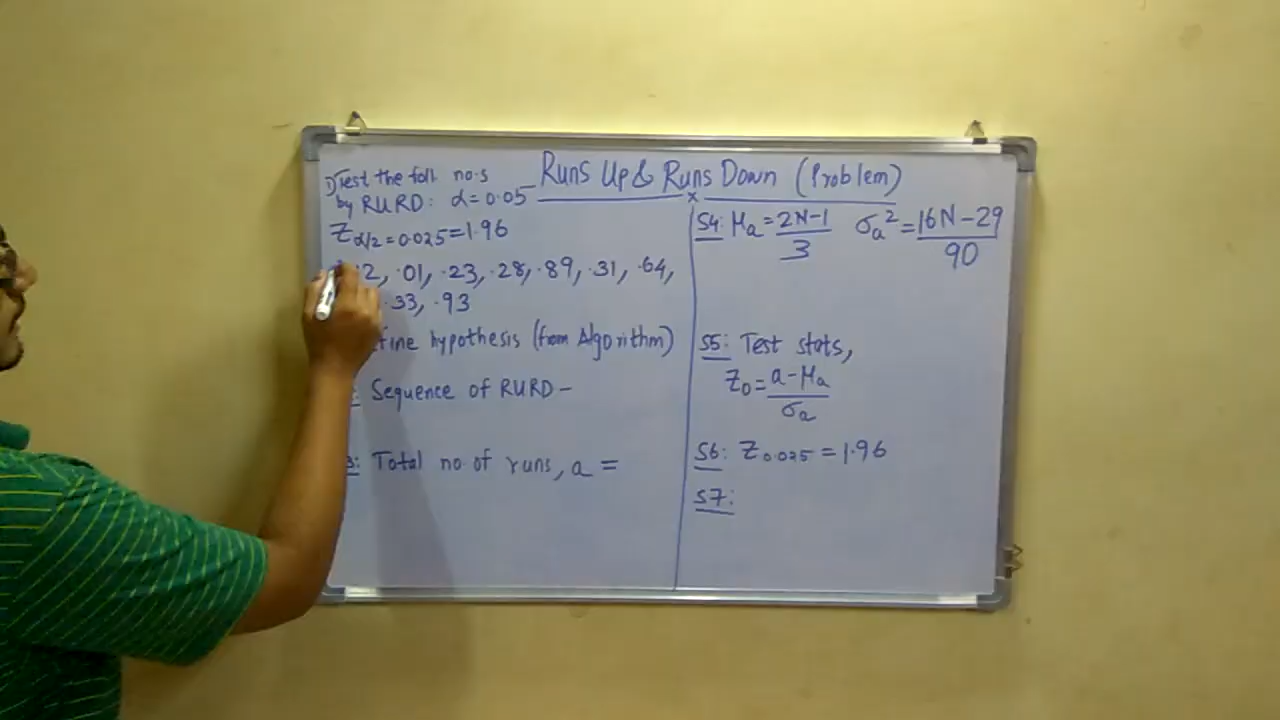 Runs Up & Runs Down (Problem)
1) Test the foll. no.s
by RURD: α = 0.05
Z α/2 = 0.025 = 1.96
2, .01, .23, .28, .89, .31, .64,
.33, .93
fine hypothesis (from Algorithm)
: Sequence of RURD –
3: Total no. of runs, a =
S4: μa = 2N-1/3 σa² = 16N-29/90
S5: Test stats,
Z0 = a-μa/σa
S6: Z0.025 = 1.96
S7: